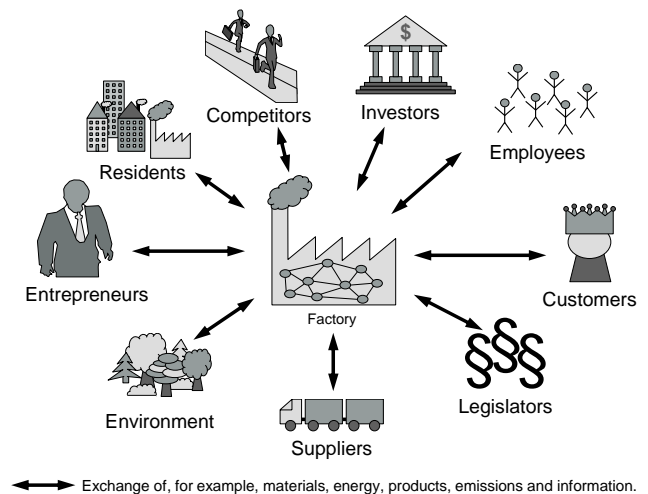 $
Competitors
Investors
Employees
Residents
Entrepreneurs
Customers
Factory
§§§
Legislators
Environment
Suppliers
Exchange of, for example, materials, energy, products, emissions and information.